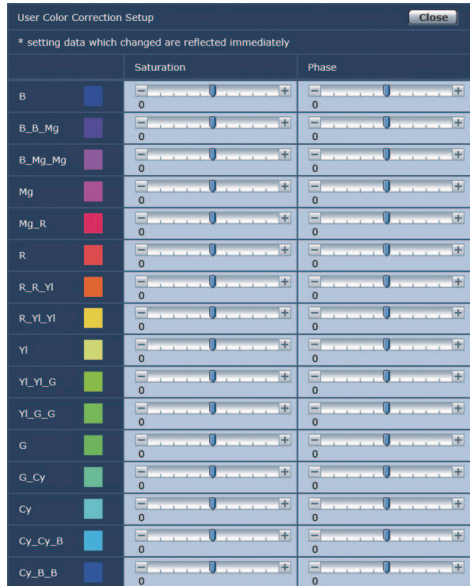 User Color Correction Setup Close
* setting data which changed are reflected immediately
Saturation Phase
B - + - +
0 0
B_B_Mg - + - +
0 0
B_Mg_Mg - + - +
0 0
Mg - + - +
0 0
Mg_R - + - +
0 0
R - + - +
0 0
R_R_Yl - + - +
0 0
R_Yl_Yl - + - +
0 0
Yl - + - +
0 0
Yl_Yl_G - + - +
0 0
Yl_G_G - + - +
0 0
G - + - +
0 0
G_Cy - + - +
0 0
Cy - + - +
0 0
Cy_Cy_B - + - +
0 0
Cy_B_B - + - +
0 0